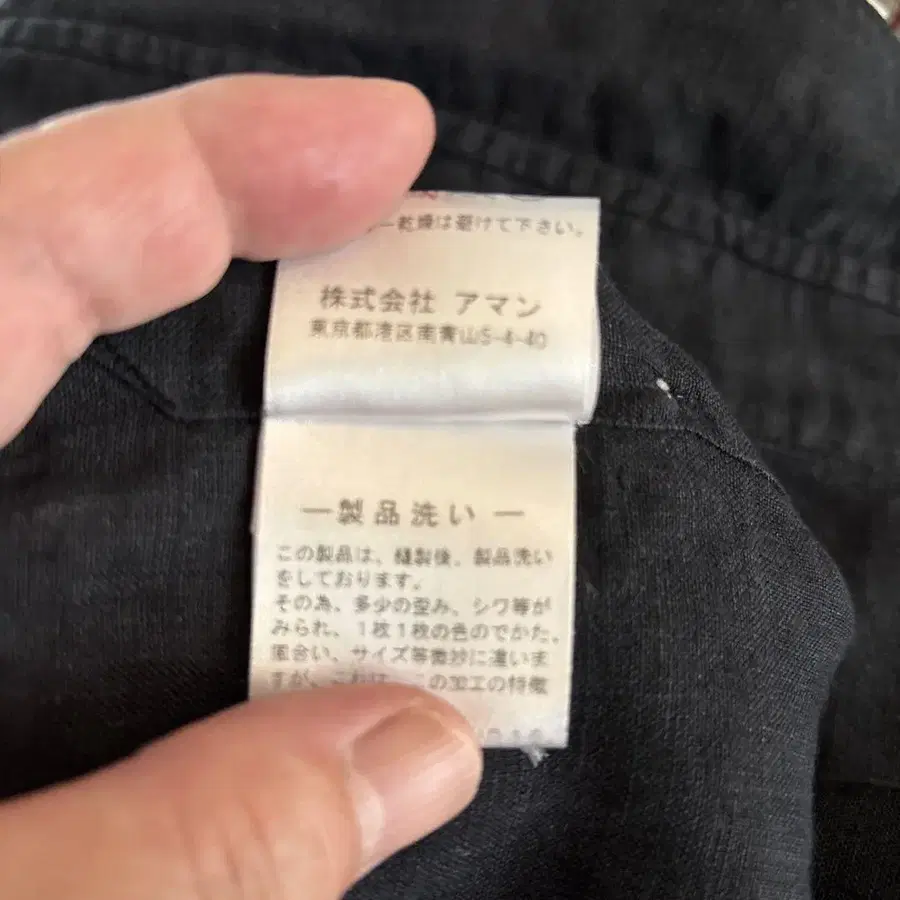 乾燥は避けて下さい。
株式会社 アマン
東京都港区南青山5-4-40
ー製品洗いー
この製品は、縫製後、製品洗い
をしております。
その為、多少の歪み、シワ等が
みられ、1枚1枚の色のでかた、
風合い、サイズ等微妙に違いま
すが、これは、この加工の特徴